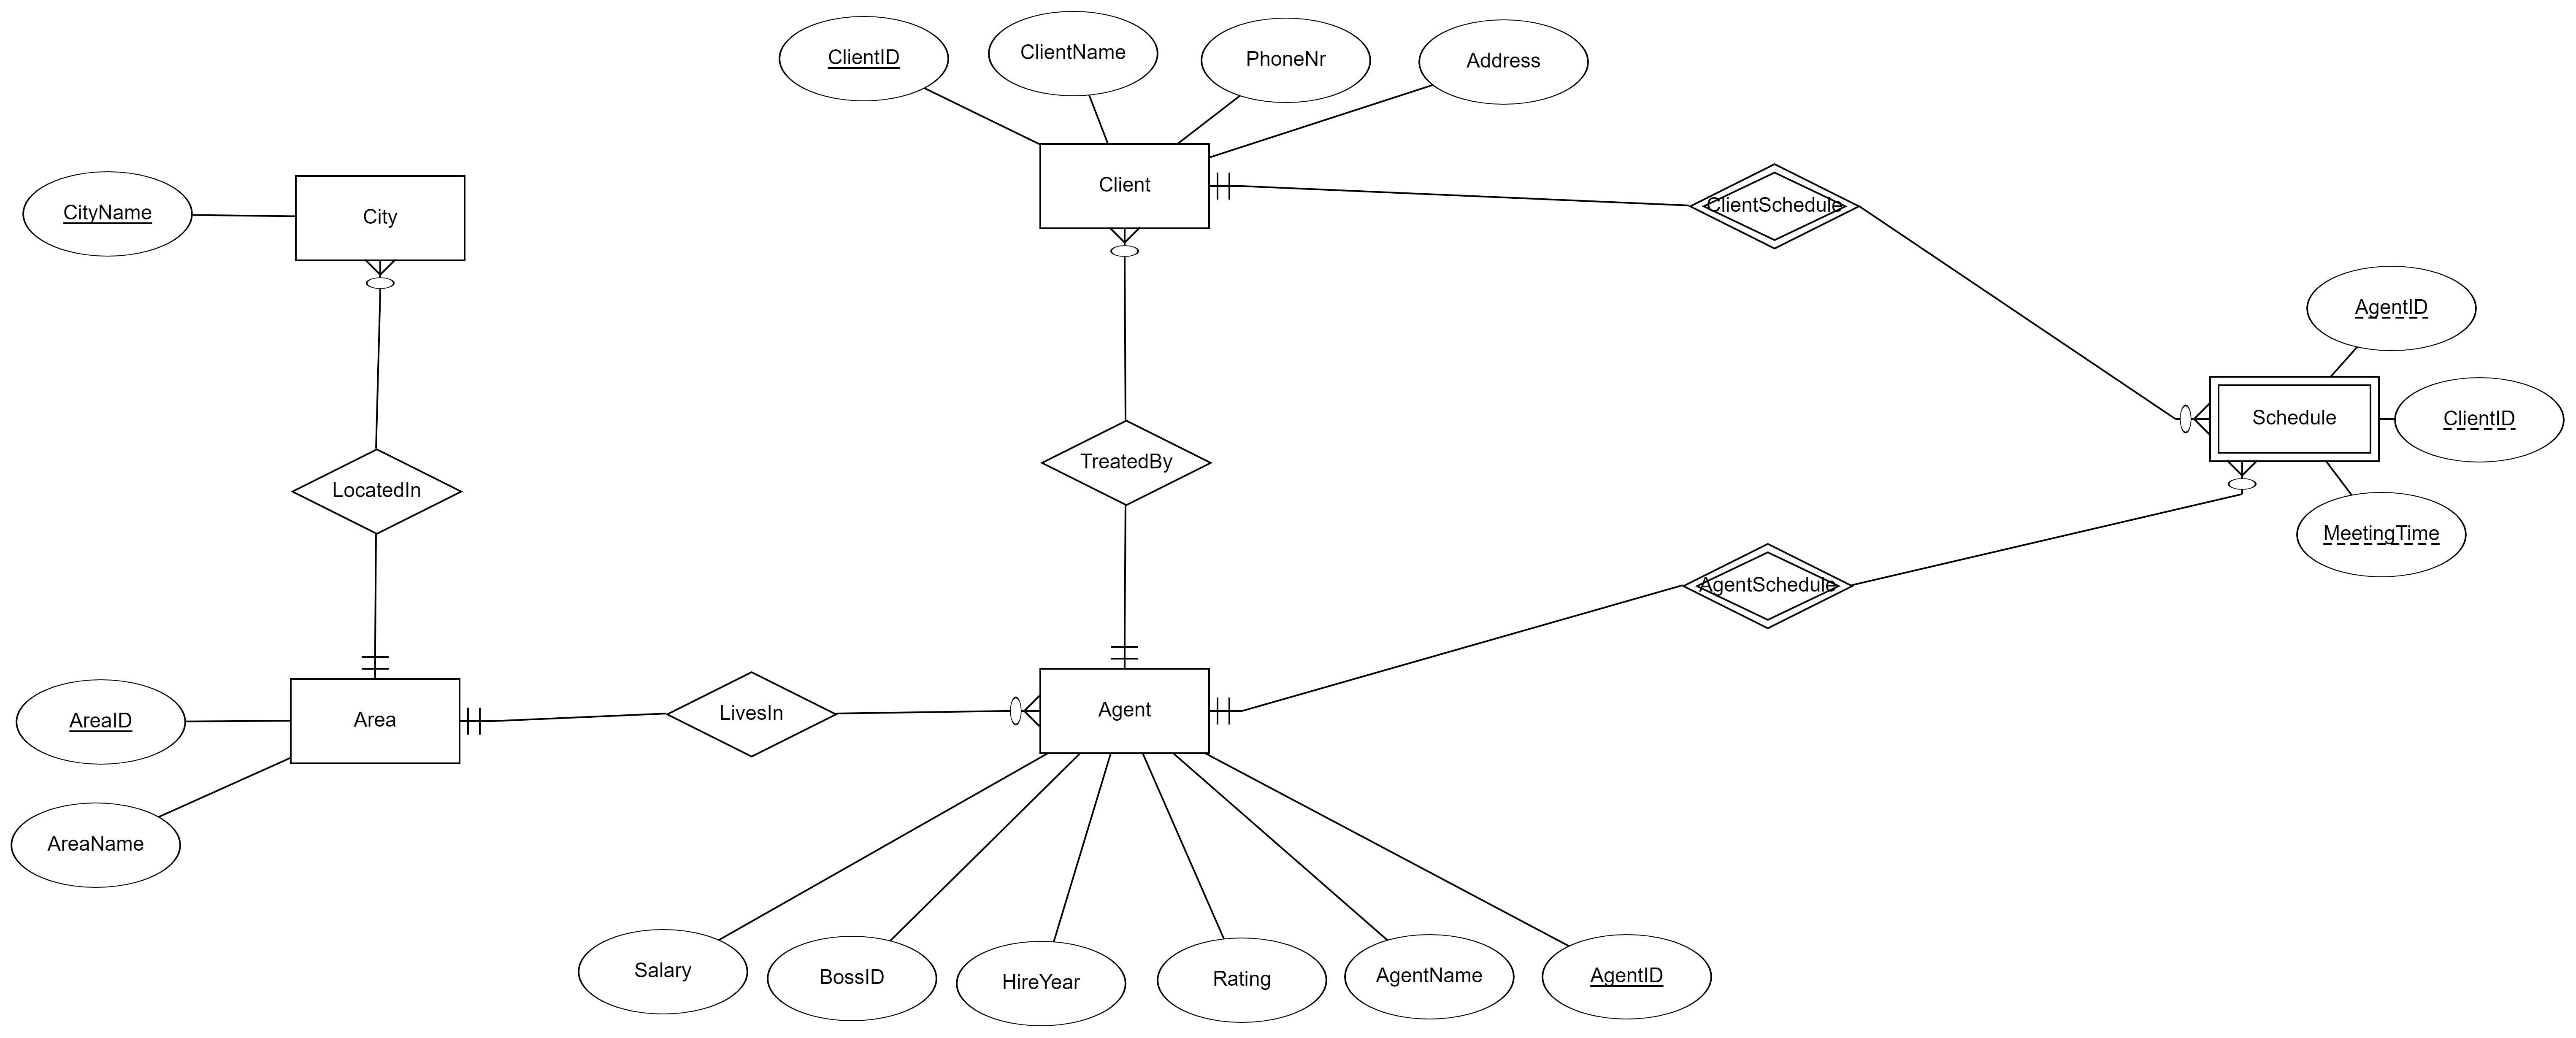 ClientID
ClientName
PhoneNr
Address
CityName
City
Client
ClientSchedule
AgentID
Schedule
ClientID
LocatedIn
TreatedBy
MeetingTime
AgentSchedule
AreaID
Area
LivesIn
Agent
AreaName
Salary
BossID
HireYear
Rating
AgentName
AgentID